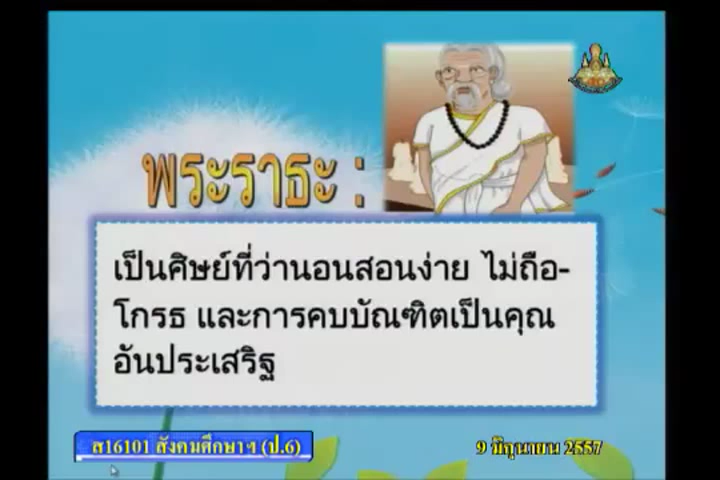 พระราธะ :
เป็นศิษย์ที่ว่านอนสอนง่าย ไม่ถือ-
โกรธ และการคบบัณฑิตเป็นคุณ
อันประเสริฐ
ส16101 สังคมศึกษาฯ (ป.6)
9 มิถุนายน 2557